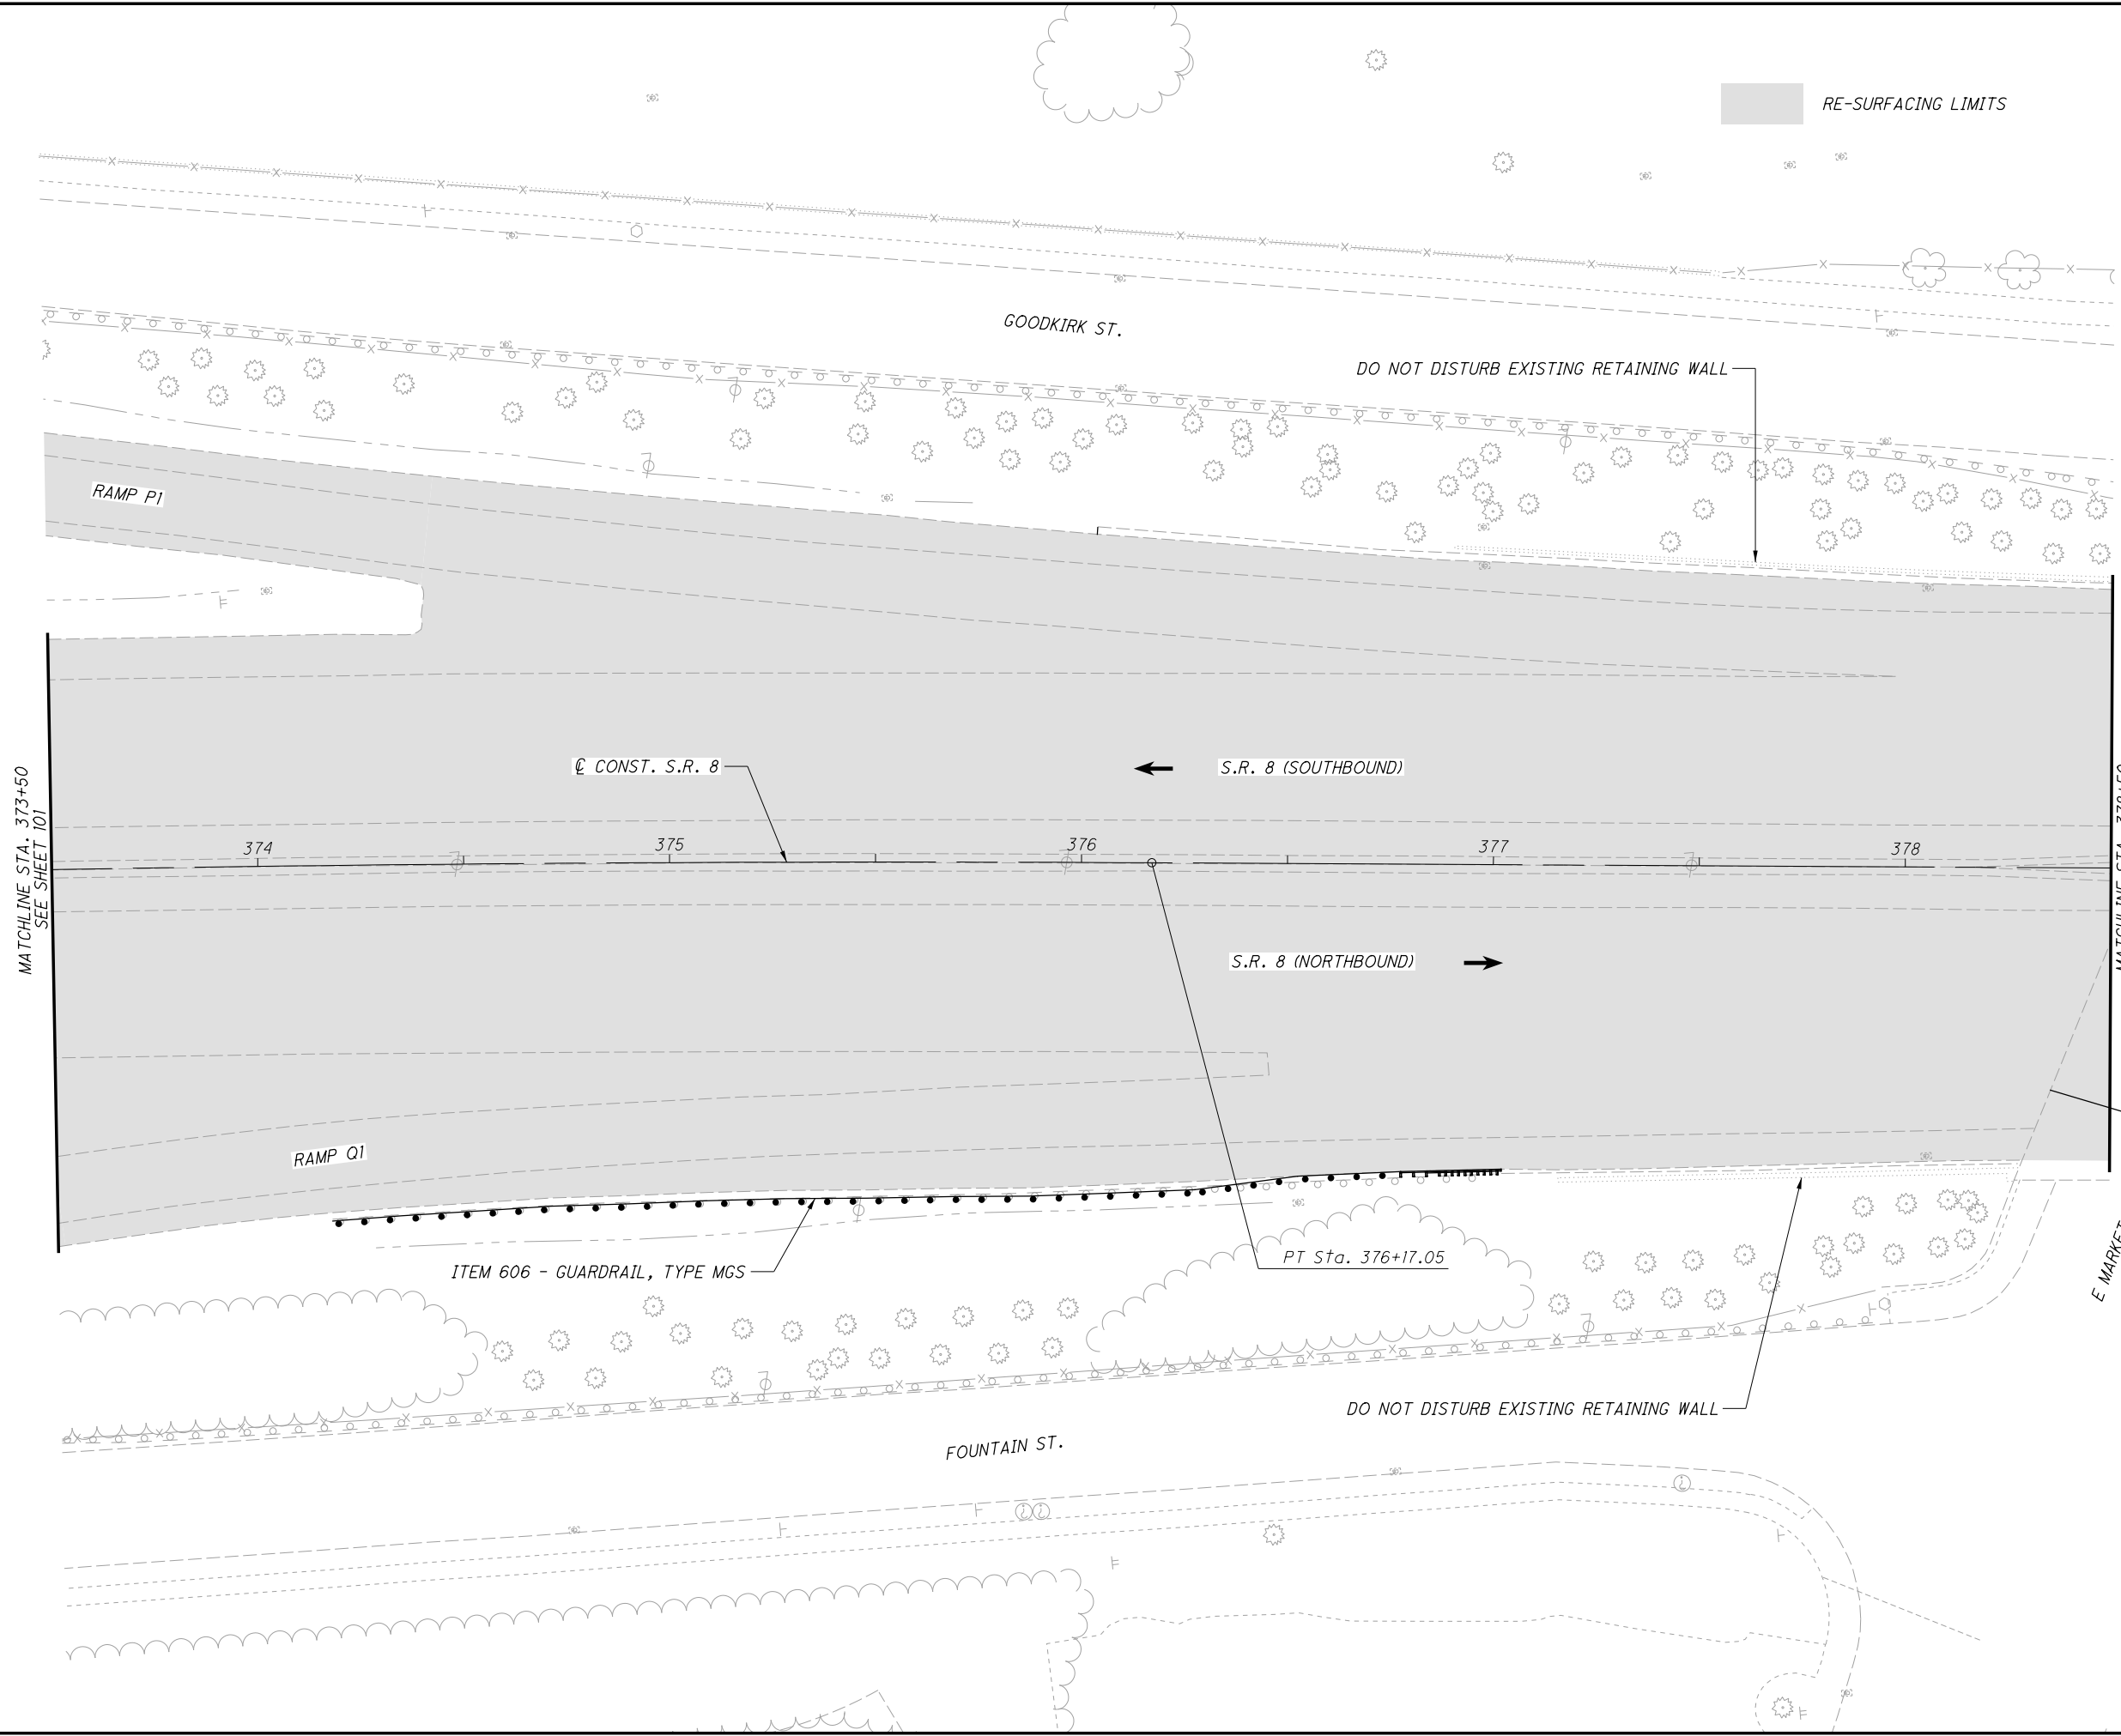 RE-SURFACING LIMITS
GOODKIRK ST.
DO NOT DISTURB EXISTING RETAINING WALL
RAMP P1
MATCHLINE STA. 373+50
SEE SHEET 101
℄ CONST. S.R. 8
S.R. 8 (SOUTHBOUND)
374
375
376
377
378
S.R. 8 (NORTHBOUND)
RAMP Q1
PT Sta. 376+17.05
ITEM 606 - GUARDRAIL, TYPE MGS
E MARKET
DO NOT DISTURB EXISTING RETAINING WALL
FOUNTAIN ST.